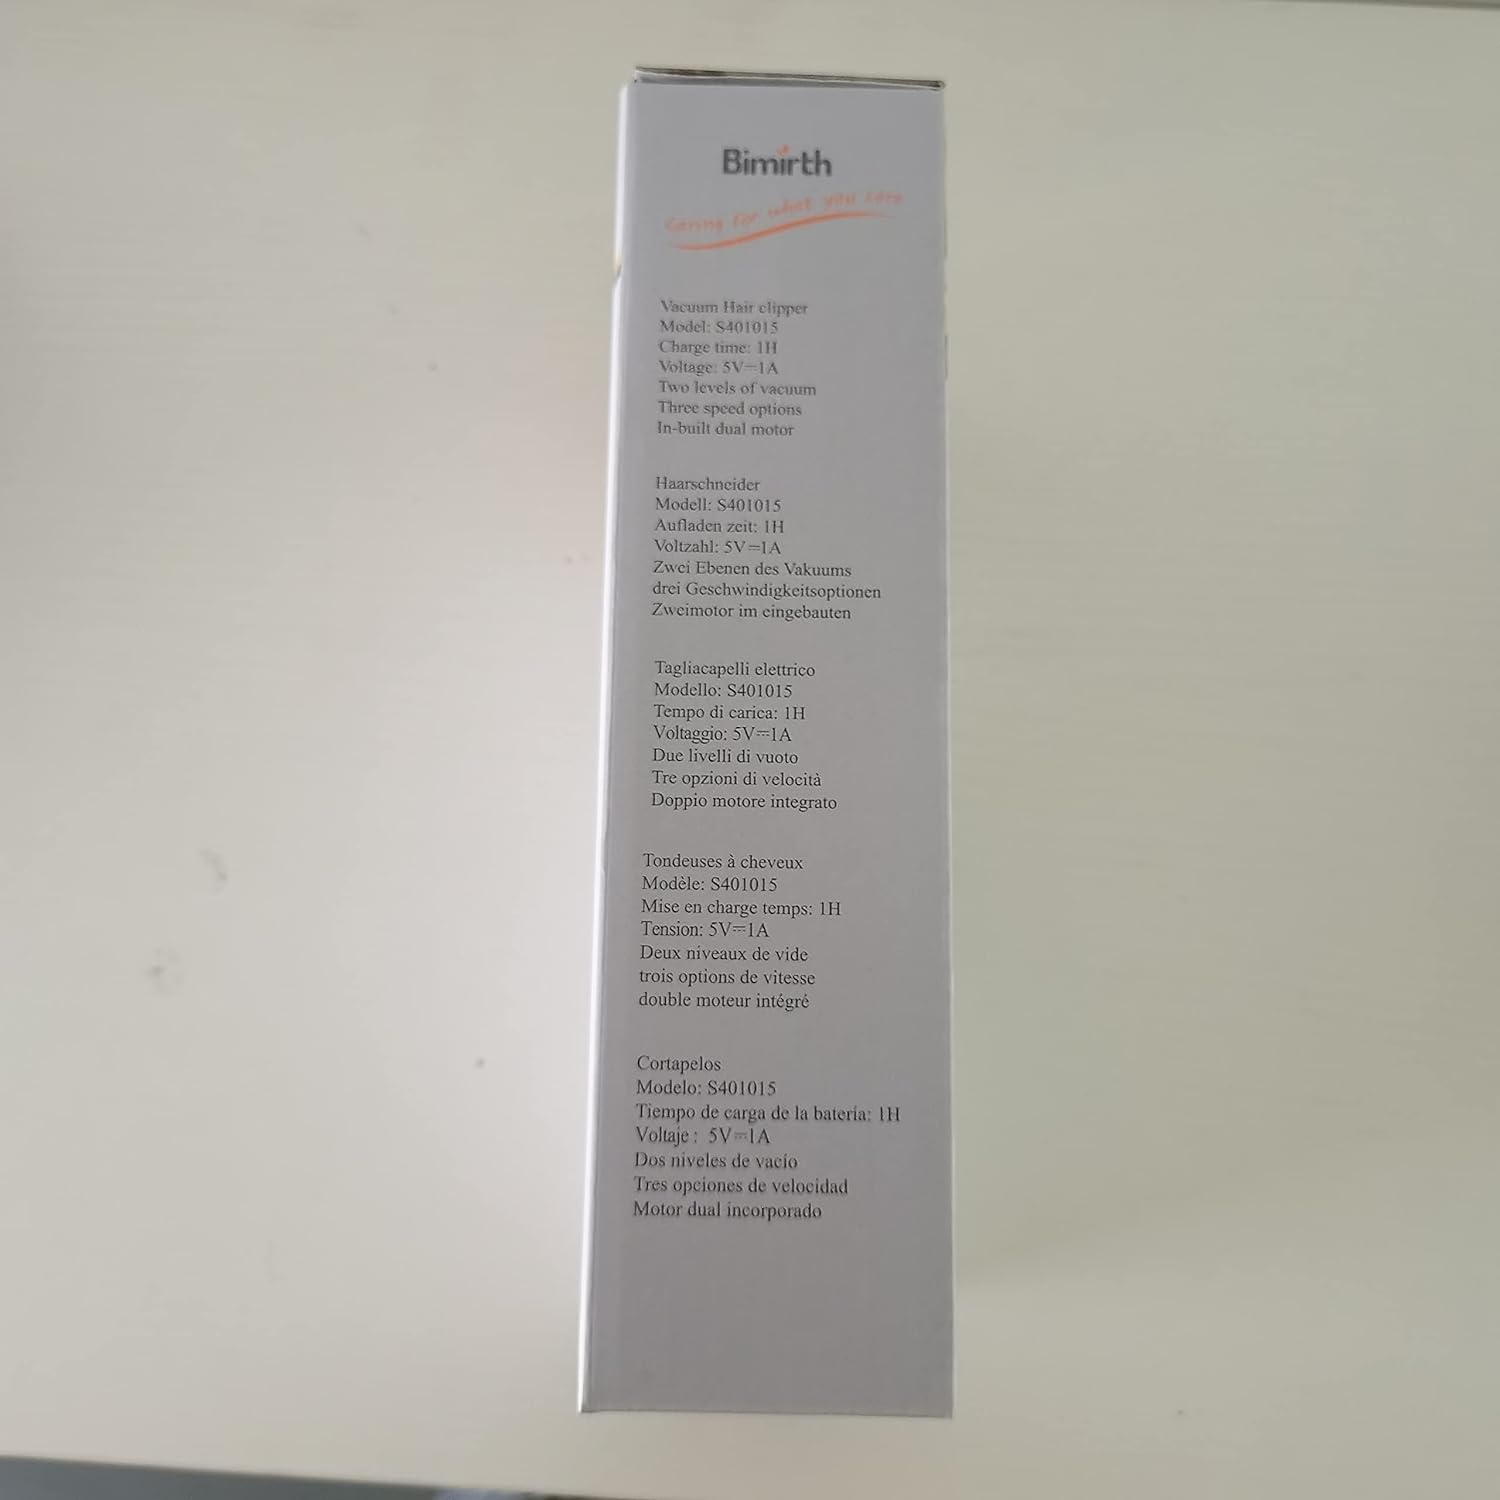 Bimirth
Caring for what you care
Vacuum Hair clipper
Model: S401015
Charge time: 1H
Voltage: 5V⎓1A
Two levels of vacuum
Three speed options
In-built dual motor
Haarschneider
Modell: S401015
Aufladen zeit: 1H
Voltzahl: 5V⎓1A
Zwei Ebenen des Vakuums
drei Geschwindigkeitsoptionen
Zweimotor im eingebauten
Tagliacapelli elettrico
Modello: S401015
Tempo di carica: 1H
Voltaggio: 5V⎓1A
Due livelli di vuoto
Tre opzioni di velocità
Doppio motore integrato
Tondeuses à cheveux
Modèle: S401015
Mise en charge temps: 1H
Tension: 5V⎓1A
Deux niveaux de vide
trois options de vitesse
double moteur intégré
Cortapelos
Modelo: S401015
Tiempo de carga de la batería: 1H
Voltaje : 5V⎓1A
Dos niveles de vacío
Tres opciones de velocidad
Motor dual incorporado